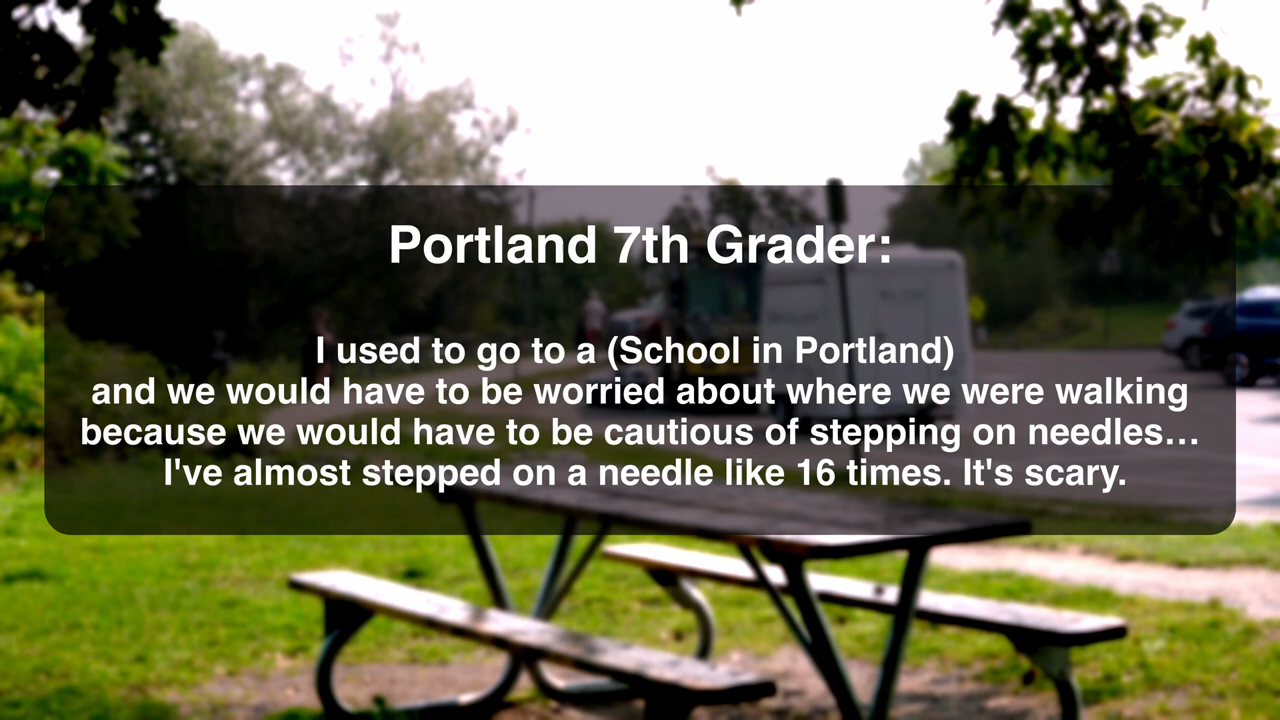 Portland 7th Grader:
I used to go to a (School in Portland)
and we would have to be worried about where we were walking
because we would have to be cautious of stepping on needles…
I've almost stepped on a needle like 16 times. It's scary.